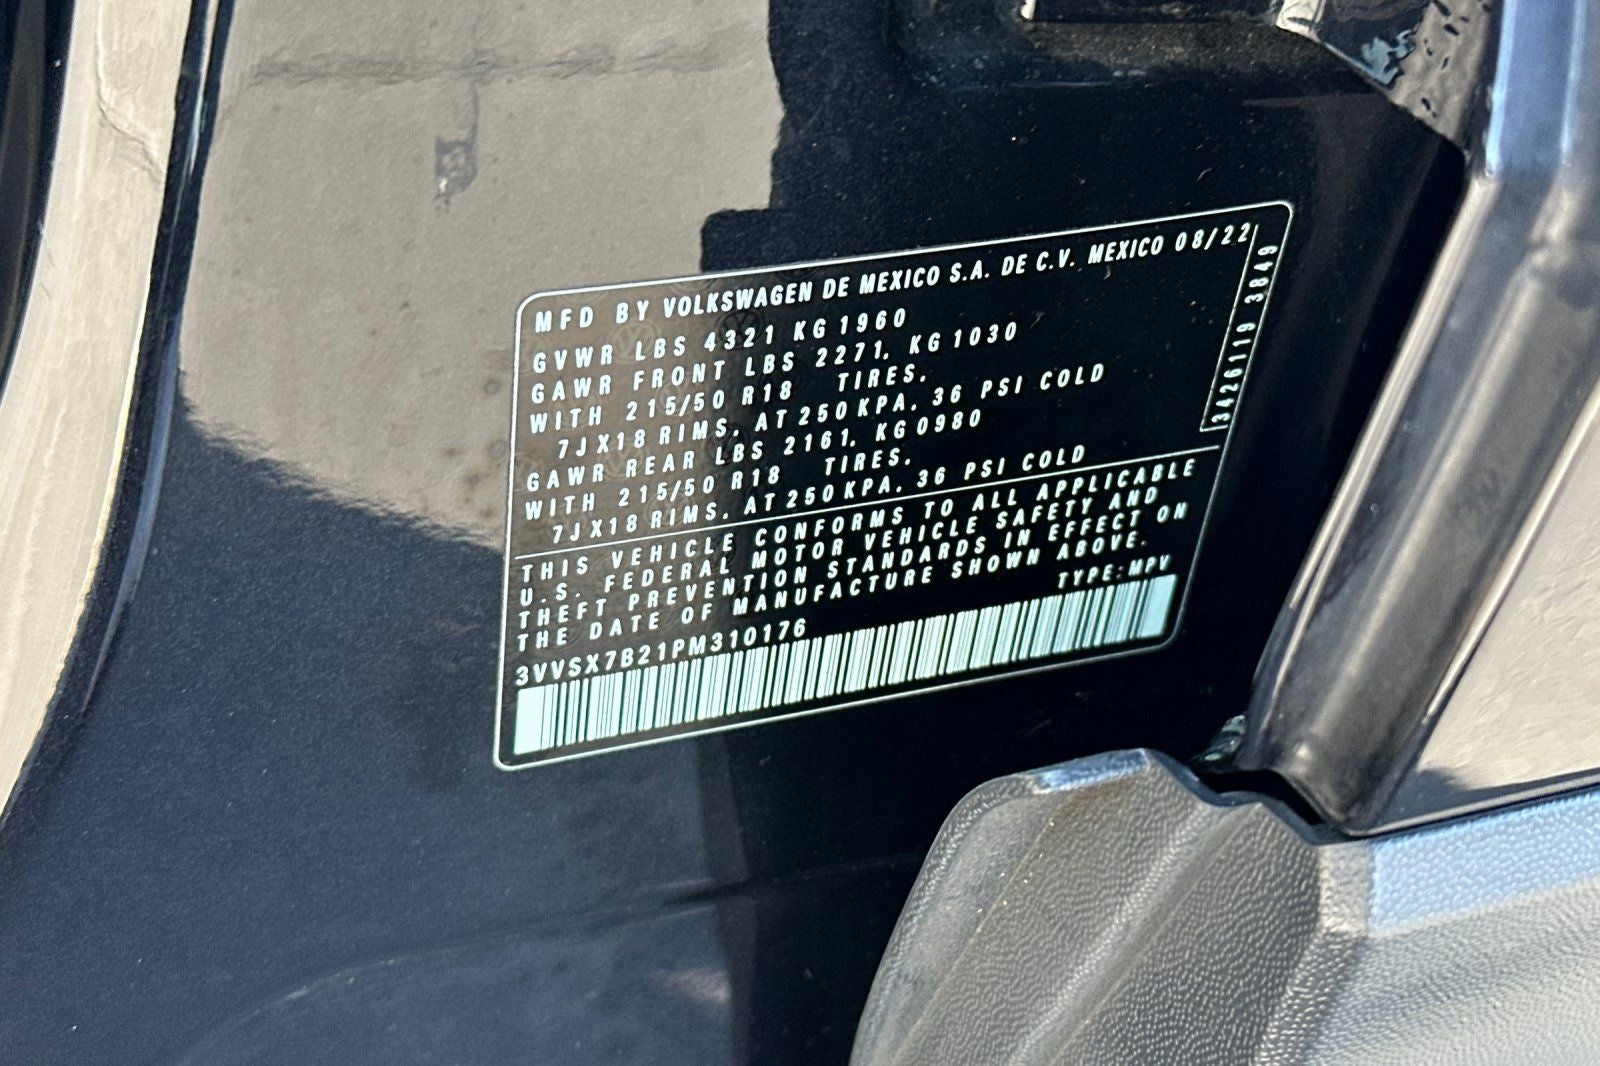 MFD BY VOLKSWAGEN DE MEXICO S.A. DE C.V. MEXICO 08/22
GVWR LBS 4321 KG 1960
GAWR FRONT LBS 2271. KG 1030
WITH 215/50 R18 TIRES.
7JX18 RIMS. AT 250KPA. 36 PSI COLD
GAWR REAR LBS 2161. KG 0980
WITH 215/50 R18 TIRES.
7JX18 RIMS. AT 250KPA. 36 PSI COLD
THIS VEHICLE CONFORMS TO ALL APPLICABLE
U.S. FEDERAL MOTOR VEHICLE SAFETY AND
THEFT PREVENTION STANDARDS IN EFFECT ON
THE DATE OF MANUFACTURE SHOWN ABOVE.
TYPE:MPV
3VVSX7B21PM310176
3426119 3849